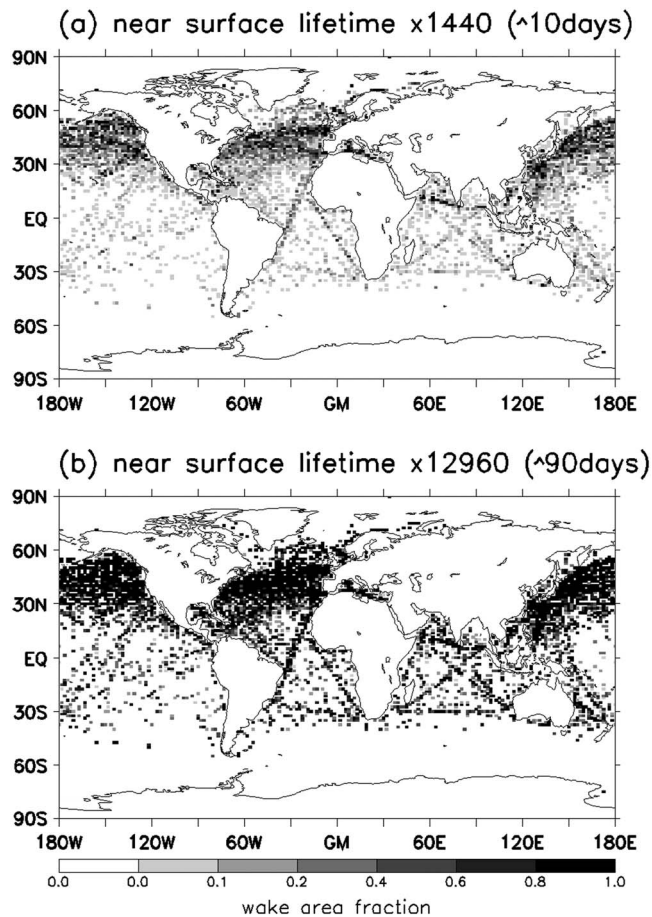 (a) near surface lifetime x1440 (^10days)
90N
60N
30N
EQ
30S
60S
90S
180W 120W 60W GM 60E 120E 180E
(b) near surface lifetime x12960 (^90days)
90N
60N
30N
EQ
30S
60S
90S
180W 120W 60W GM 60E 120E 180E
0.0 0.0 0.1 0.2 0.4 0.6 0.8 1.0
wake area fraction